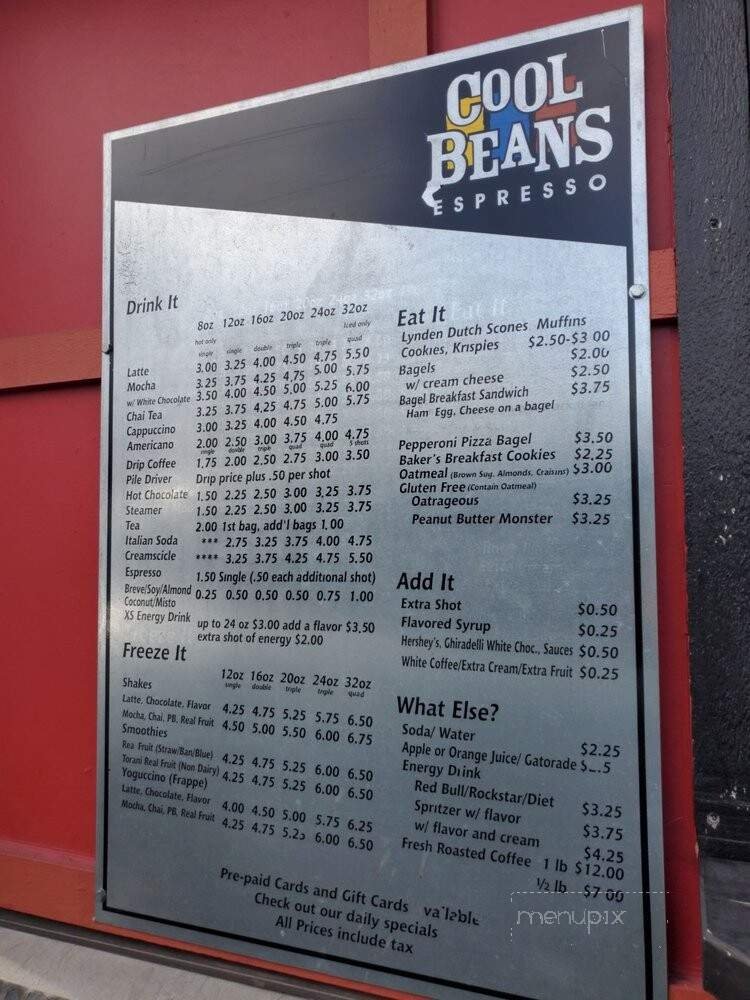 COOL
BEANS
ESPRESSO
Drink It
8oz 12oz 16oz 20oz 24oz 32oz
hot only Iced only
single single double triple triple quad
Latte 3.00 3.25 4.00 4.50 4.75 5.50
Mocha 3.25 3.75 4.25 4.75 5.00 5.75
w/ White Chocolate 3.50 4.00 4.50 5.00 5.25 6.00
Chai Tea 3.25 3.75 4.25 4.75 5.00 5.75
Cappuccino 3.00 3.25 4.00 4.50 4.75
Americano 2.00 2.50 3.00 3.75 4.00 4.75
single double triple quad quad 5 shots
Drip Coffee 1.75 2.00 2.50 2.75 3.00 3.50
Pile Driver Drip price plus .50 per shot
Hot Chocolate 1.50 2.25 2.50 3.00 3.25 3.75
Steamer 1.50 2.25 2.50 3.00 3.25 3.75
Tea 2.00 1st bag, add'l bags 1.00
Italian Soda *** 2.75 3.25 3.75 4.00 4.75
Creamscicle **** 3.25 3.75 4.25 4.75 5.50
Espresso 1.50 Single (.50 each additional shot)
Breve/Soy/Almond 0.25 0.50 0.50 0.50 0.75 1.00
Coconut/Misto
XS Energy Drink up to 24 oz $3.00 add a flavor $3.50
extra shot of energy $2.00
Freeze It
12oz 16oz 20oz 24oz 32oz
single double triple triple quad
Shakes
Latte, Chocolate, Flavor 4.25 4.75 5.25 5.75 6.50
Mocha, Chai, PB, Real Fruit 4.50 5.00 5.50 6.00 6.75
Smoothies
Rea Fruit (Straw/Ban/Blue) 4.25 4.75 5.25 6.00 6.50
Torani Real Fruit (Non Dairy) 4.25 4.75 5.25 6.00 6.50
Yoguccino (Frappe)
Latte, Chocolate, Flavor 4.00 4.50 5.00 5.75 6.25
Mocha, Chai, PB, Real Fruit 4.25 4.75 5.25 6.00 6.50
Eat It
Lynden Dutch Scones Muffins
Cookies, Krispies $2.50-$3 00
Bagels $2.00
w/ cream cheese $2.50
Bagel Breakfast Sandwich $3.75
Ham Egg, Cheese on a bagel
Pepperoni Pizza Bagel $3.50
Baker's Breakfast Cookies $2.25
Oatmeal (Brown Sug. Almonds, Craisins) $3.00
Gluten Free (Contain Oatmeal)
Oatrageous $3.25
Peanut Butter Monster $3.25
Add It
Extra Shot $0.50
Flavored Syrup $0.25
Hershey's, Ghiradelli White Choc., Sauces $0.50
White Coffee/Extra Cream/Extra Fruit $0.25
What Else?
Soda/ Water $2.25
Apple or Orange Juice/ Gatorade
Energy Drink
Red Bull/Rockstar/Diet $3.25
Spritzer w/ flavor $3.75
w/ flavor and cream $4.25
Fresh Roasted Coffee 1 lb $12.00
½ lb $7 00
Pre-paid Cards and Gift Cards
Check out our daily specials
All Prices include tax
menupix